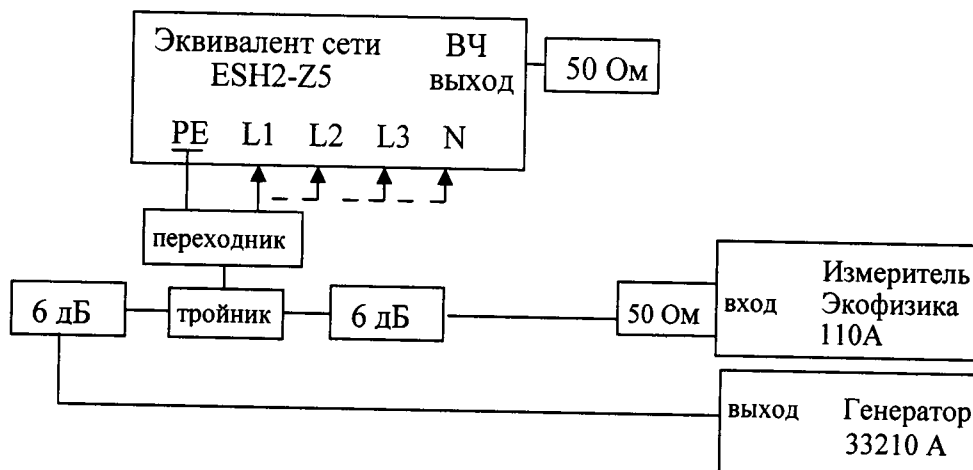 Эквивалент сети
ESH2-Z5
ВЧ
выход
50 Ом
PE L1 L2 L3 N
переходник
6 дБ
тройник
6 дБ
50 Ом
вход
Измеритель
Экофизика
110А
выход
Генератор
33210 А